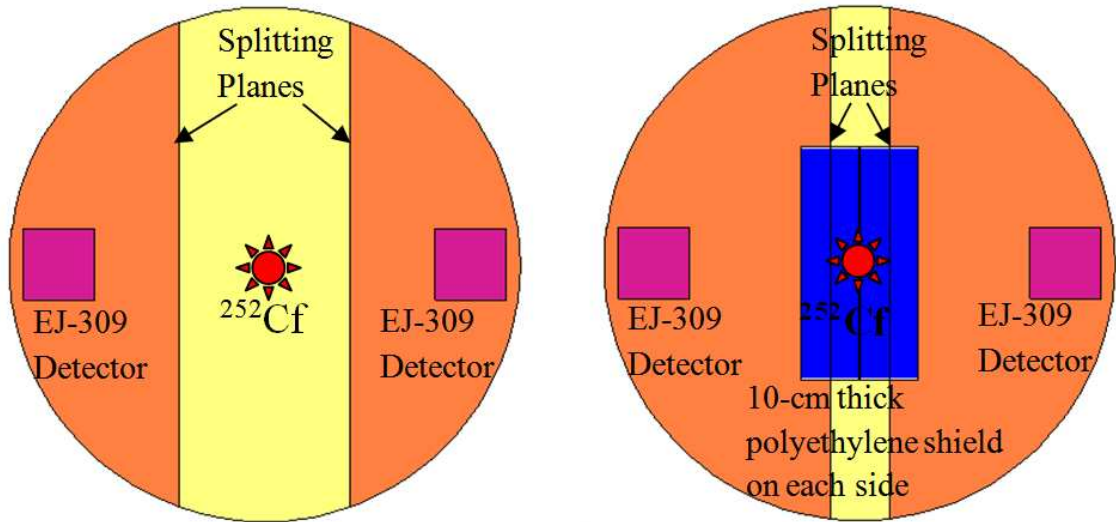 Splitting
Planes
²⁵²Cf
EJ-309
Detector
EJ-309
Detector
Splitting
Planes
²⁵²Cf
EJ-309
Detector
EJ-309
Detector
10-cm thick
polyethylene shield
on each side